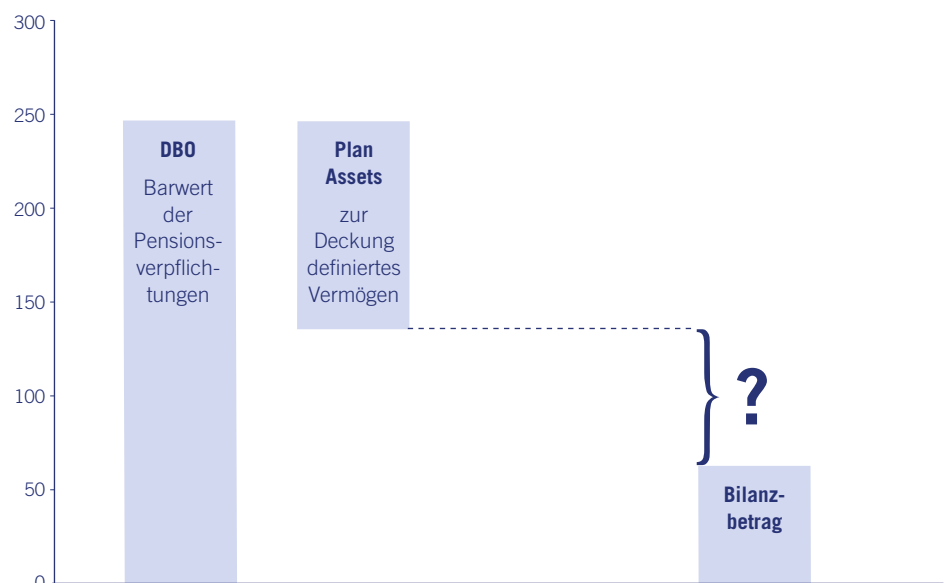 300
250
200
150
100
50
0
DBO
Barwert
der
Pensions-
verpflich-
tungen
Plan
Assets
zur
Deckung
definiertes
Vermögen
?
Bilanz-
betrag